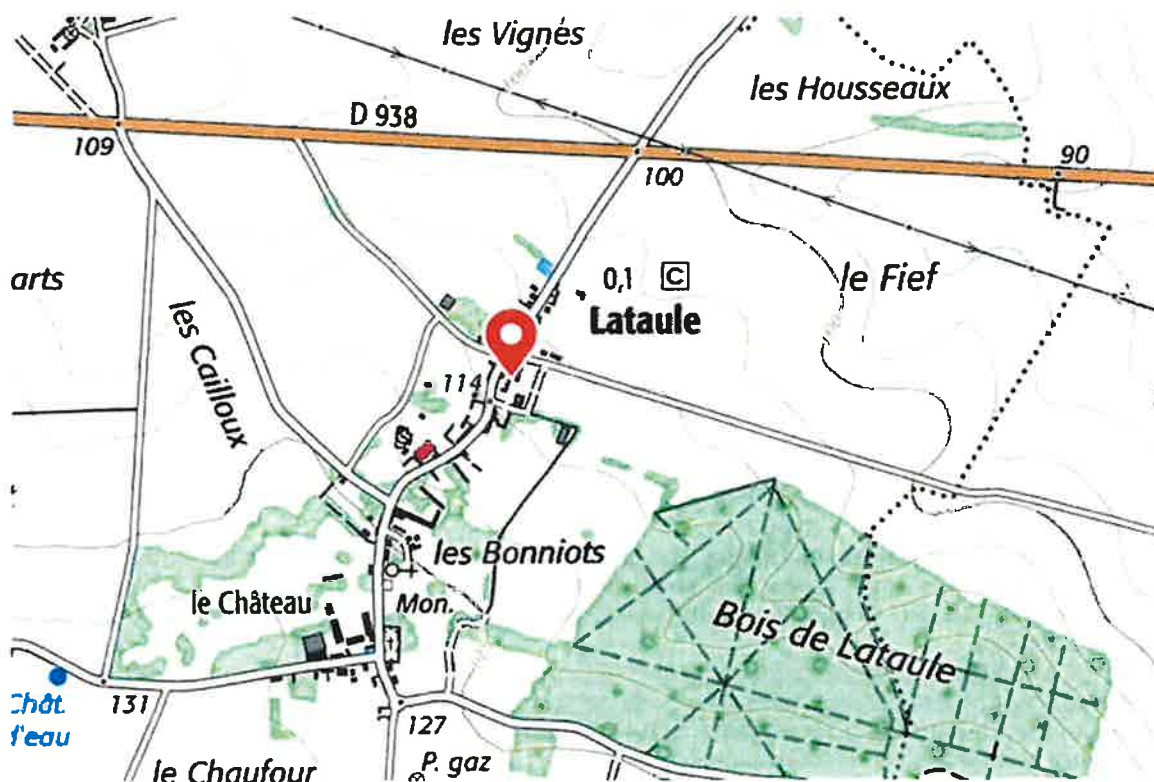 les Vignes
les Housseaux
D 938
109
100
90
arts
les Cailloux
0,1 C
Lataule
le Fief
114
les Bonniots
le Château
Mon.
Bois de Lataule
Chât.
d'eau
131
127
le Chaufour
P. gaz